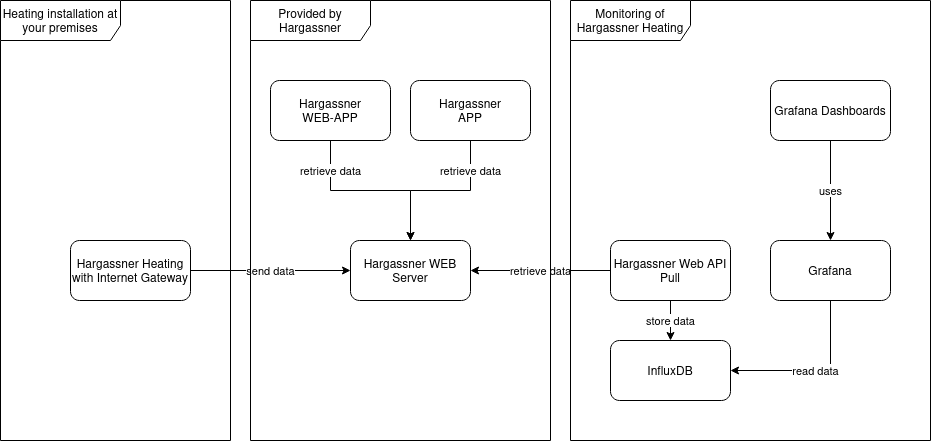 Heating installation at
your premises
Provided by
Hargassner
Monitoring of
Hargassner Heating
Hargassner
WEB-APP
Hargassner
APP
Grafana Dashboards
retrieve data
retrieve data
uses
Hargassner Heating
with Internet Gateway
send data
Hargassner WEB
Server
retrieve data
Hargassner Web API
Pull
Grafana
store data
InfluxDB
read data